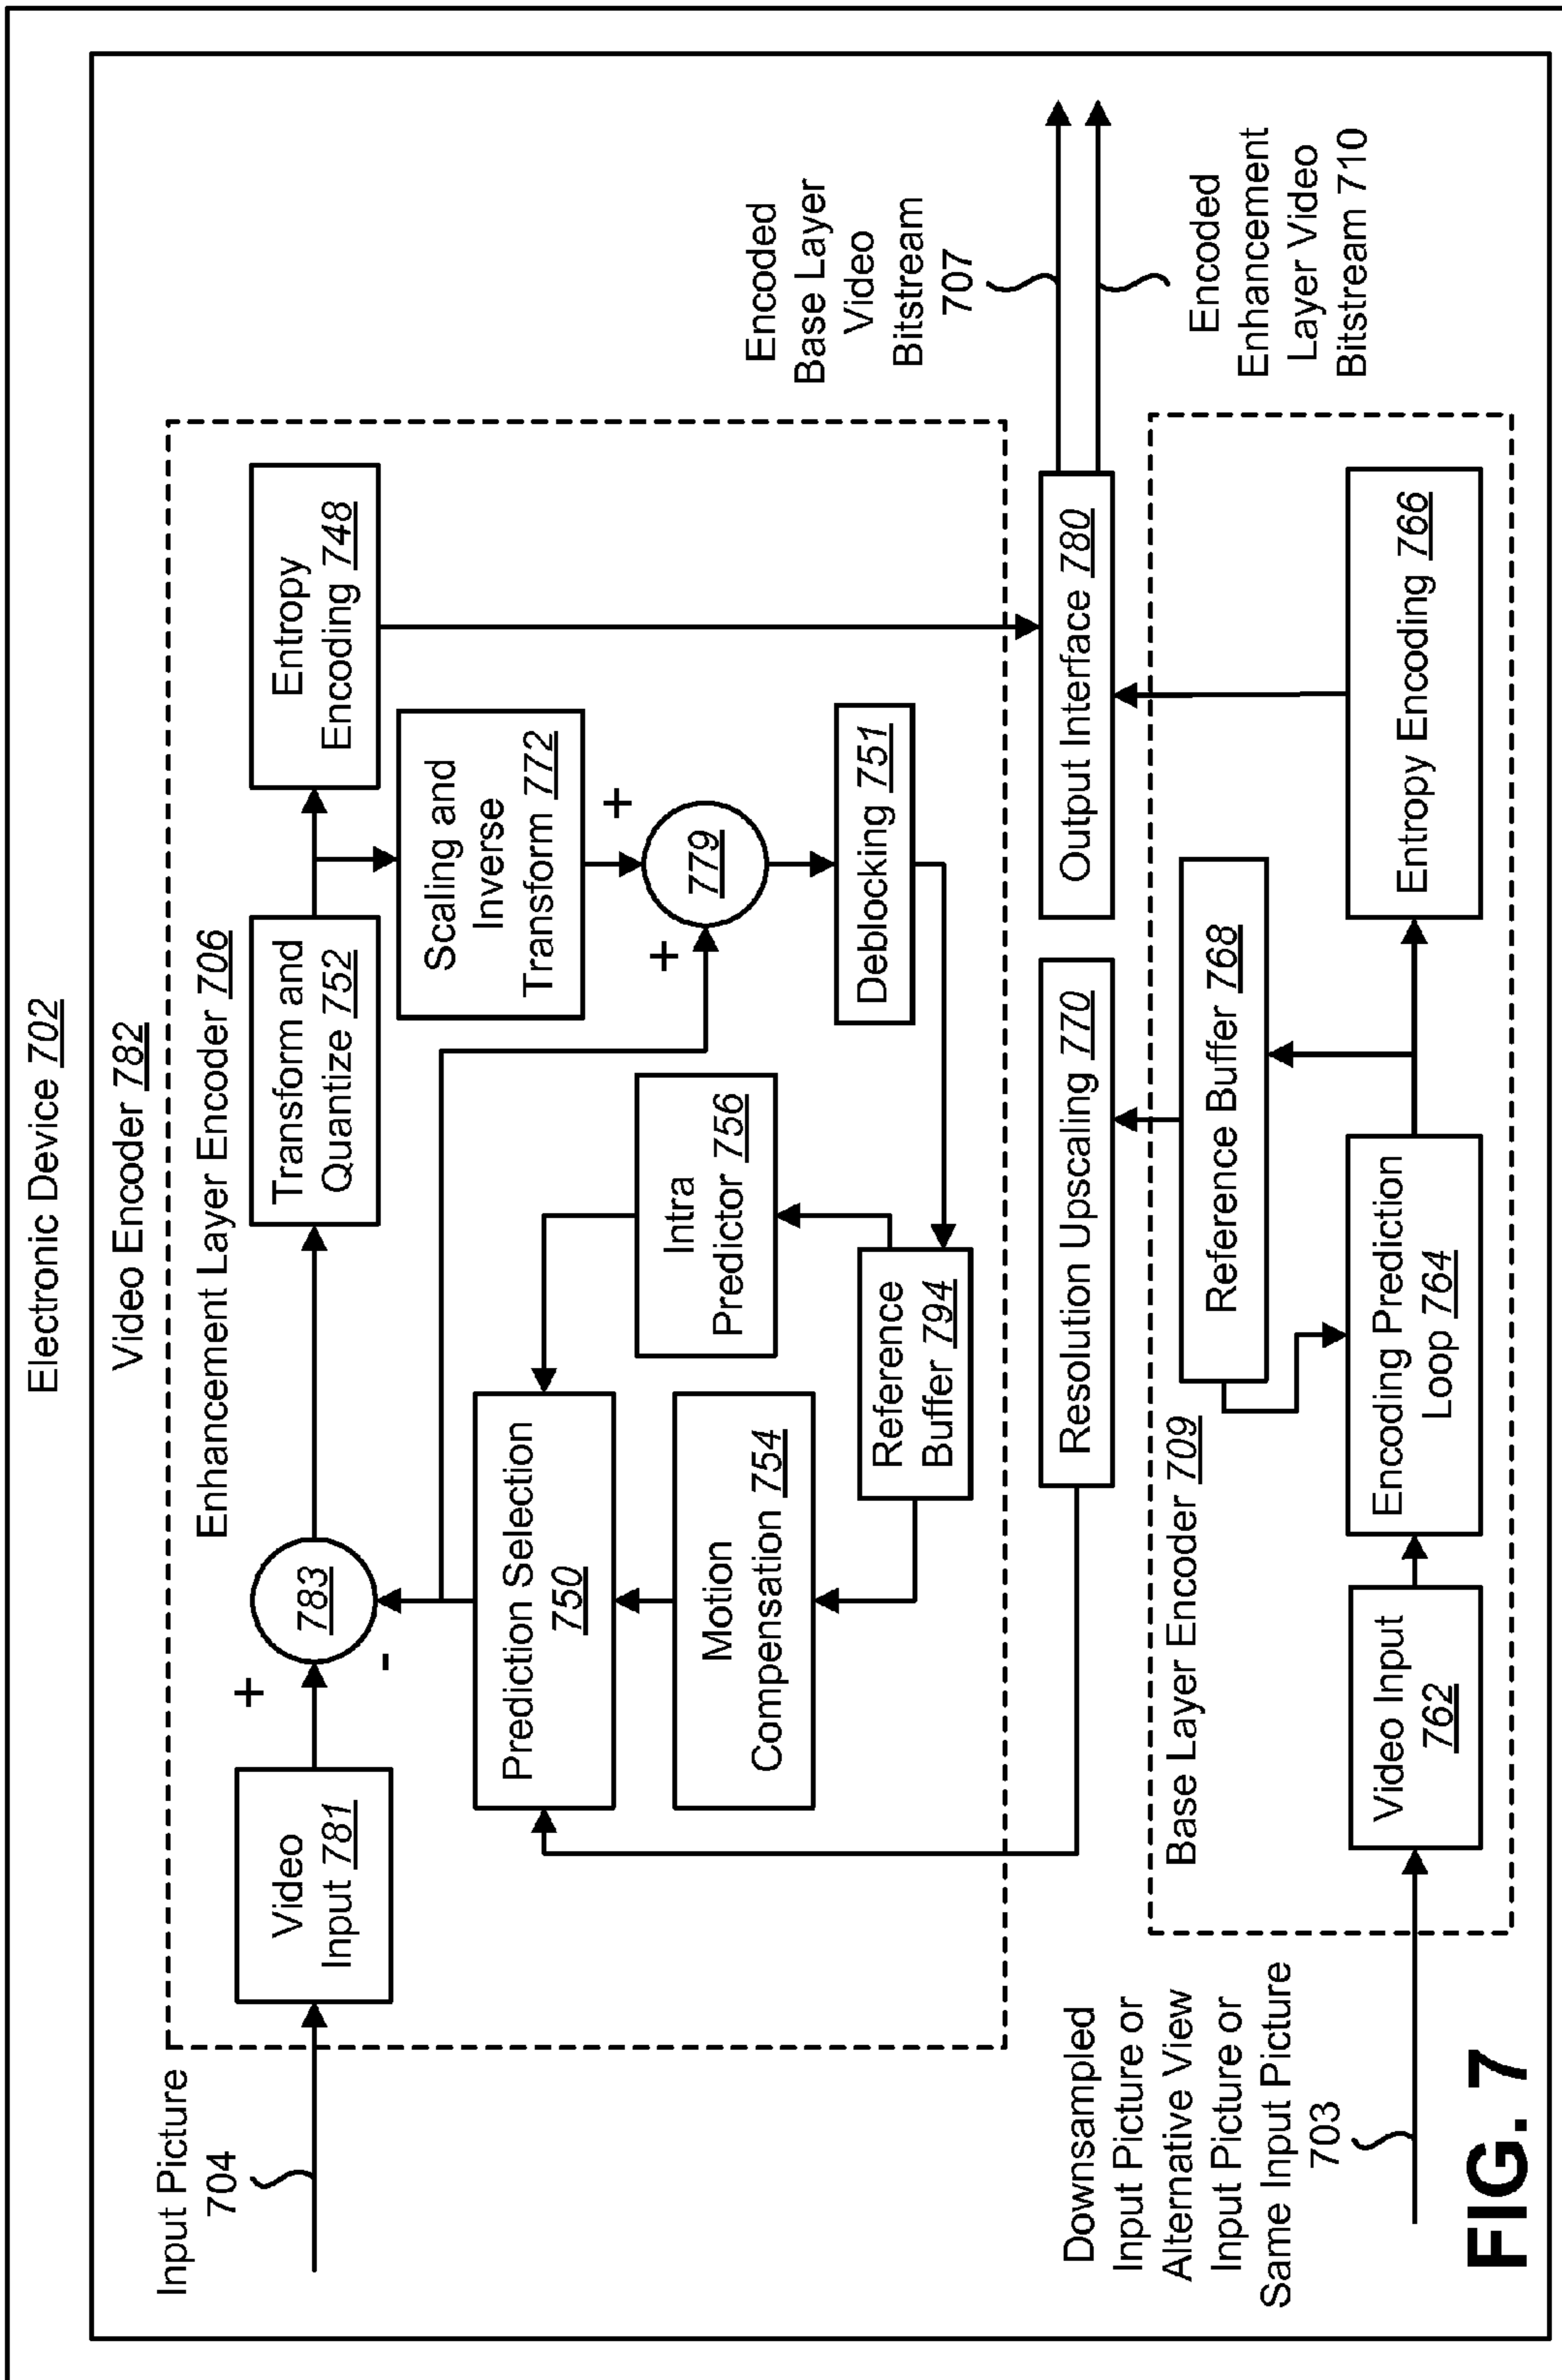 Electronic Device 702
Video Encoder 782
Enhancement Layer Encoder 706
Input Picture
704
Video
Input 781
+
-
783
Transform and
Quantize 752
Entropy
Encoding 748
Scaling and
Inverse
Transform 772
+
+
779
Deblocking 751
Prediction Selection
750
Intra
Predictor 756
Motion
Compensation 754
Reference
Buffer 794
Resolution Upscaling 770
Output Interface 780
Encoded
Base Layer
Video
Bitstream
707
Encoded
Enhancement
Layer Video
Bitstream 710
Base Layer Encoder 709
Reference Buffer 768
Downsampled
Input Picture or
Alternative View
Input Picture or
Same Input Picture
703
Video Input
762
Encoding Prediction
Loop 764
Entropy Encoding 766
FIG. 7